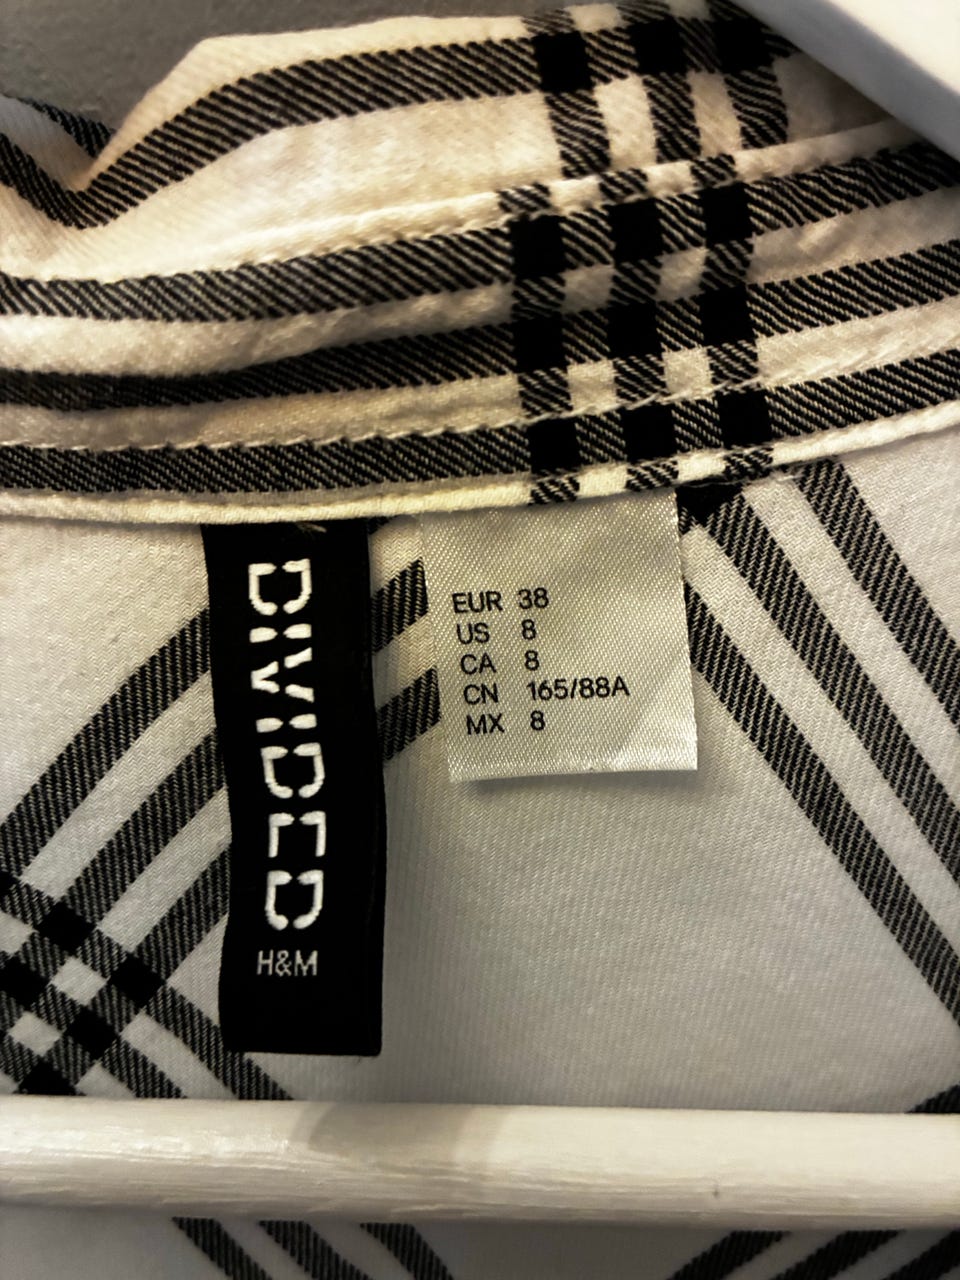 DIVIDED
H&M
EUR 38
US 8
CA 8
CN 165/88A
MX 8